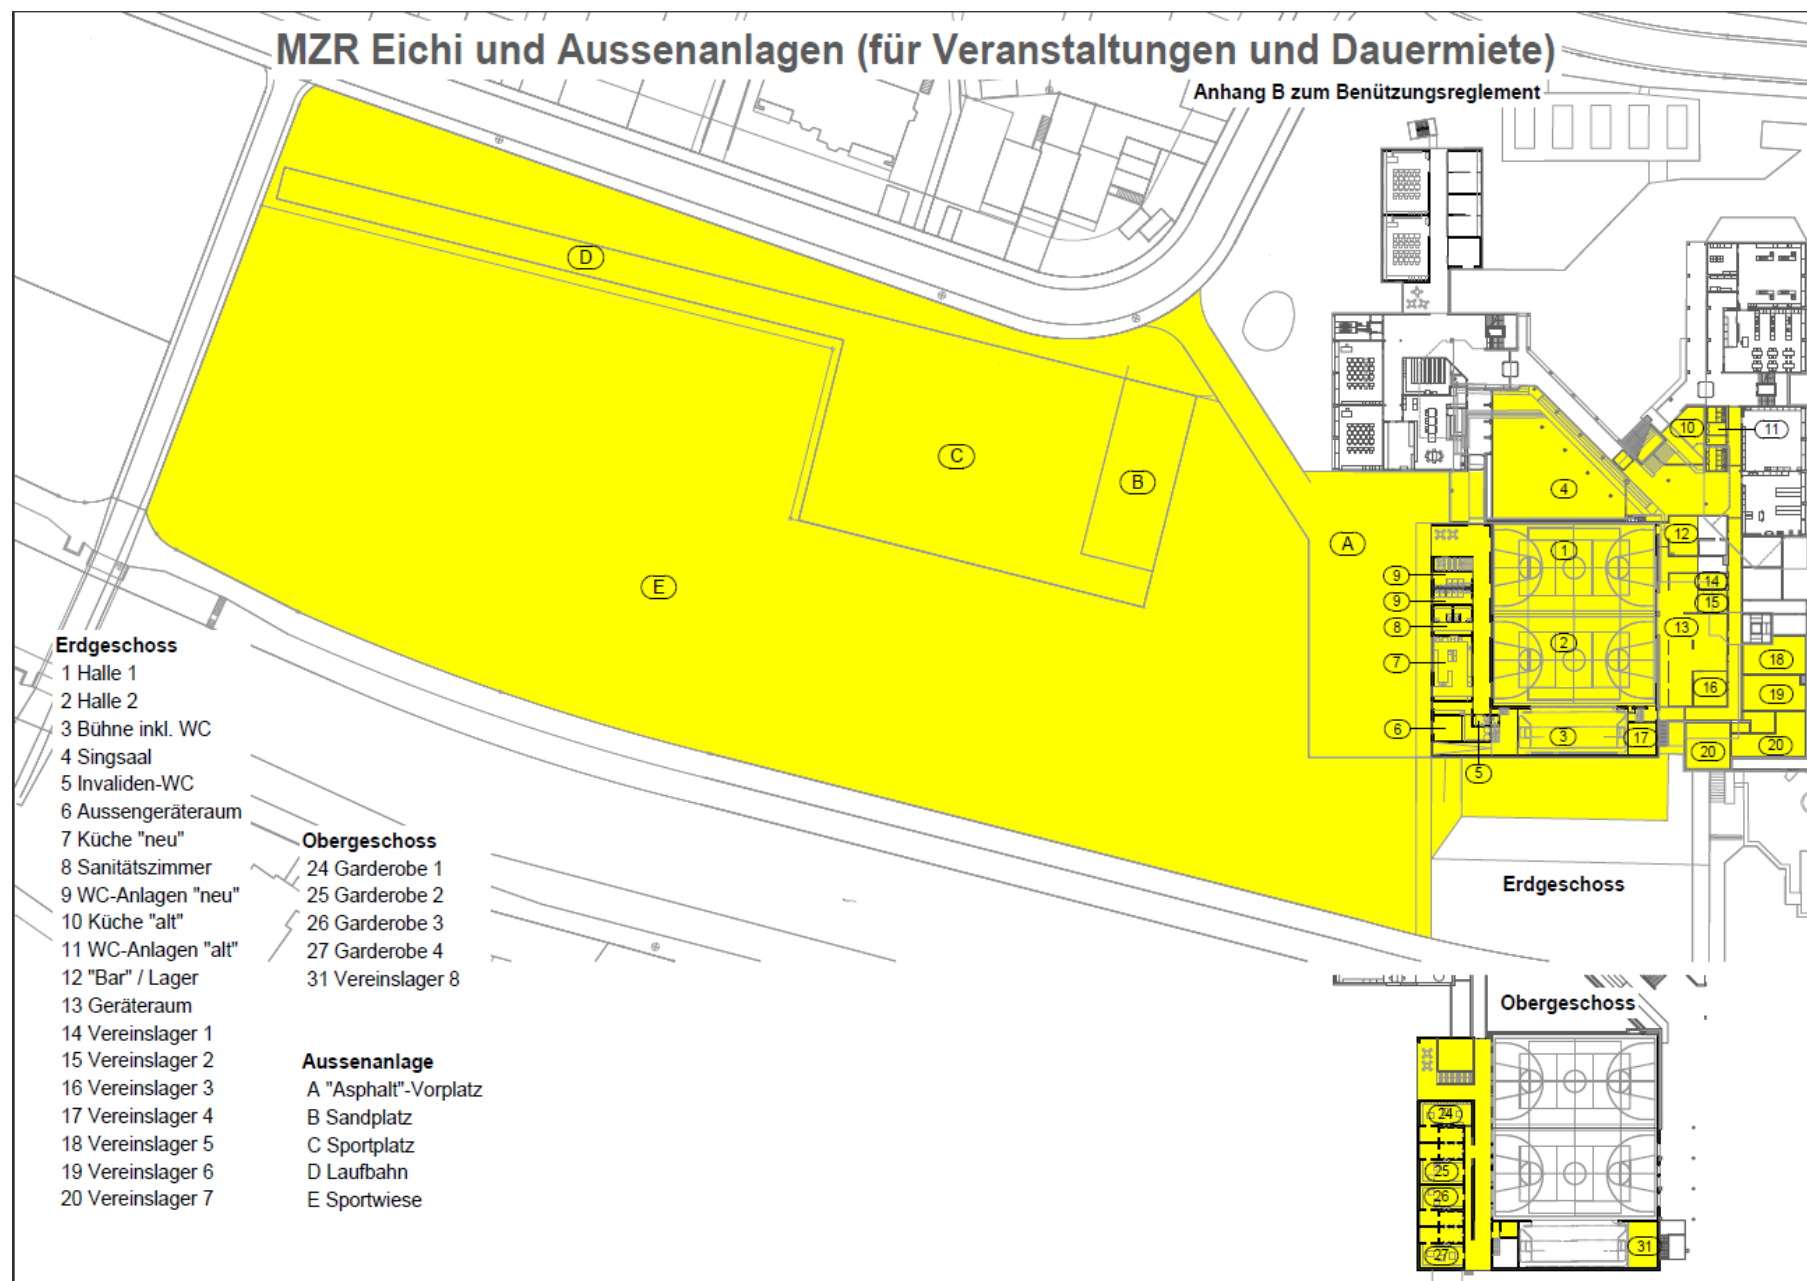 MZR Eichi und Aussenanlagen (für Veranstaltungen und Dauermiete)
Anhang B zum Benützungsreglement
D
C
B
A
E
10
11
4
12
1
9
14
9
15
8
13
2
7
18
16
19
6
3
17
20
20
5
Erdgeschoss
1 Halle 1
2 Halle 2
3 Bühne inkl. WC
4 Singsaal
5 Invaliden-WC
6 Aussengeräteraum
7 Küche "neu"
8 Sanitätszimmer
9 WC-Anlagen "neu"
10 Küche "alt"
11 WC-Anlagen "alt"
12 "Bar" / Lager
13 Geräteraum
14 Vereinslager 1
15 Vereinslager 2
16 Vereinslager 3
17 Vereinslager 4
18 Vereinslager 5
19 Vereinslager 6
20 Vereinslager 7
Obergeschoss
24 Garderobe 1
25 Garderobe 2
26 Garderobe 3
27 Garderobe 4
31 Vereinslager 8
Aussenanlage
A "Asphalt"-Vorplatz
B Sandplatz
C Sportplatz
D Laufbahn
E Sportwiese
Erdgeschoss
Obergeschoss
24
25
26
27
31